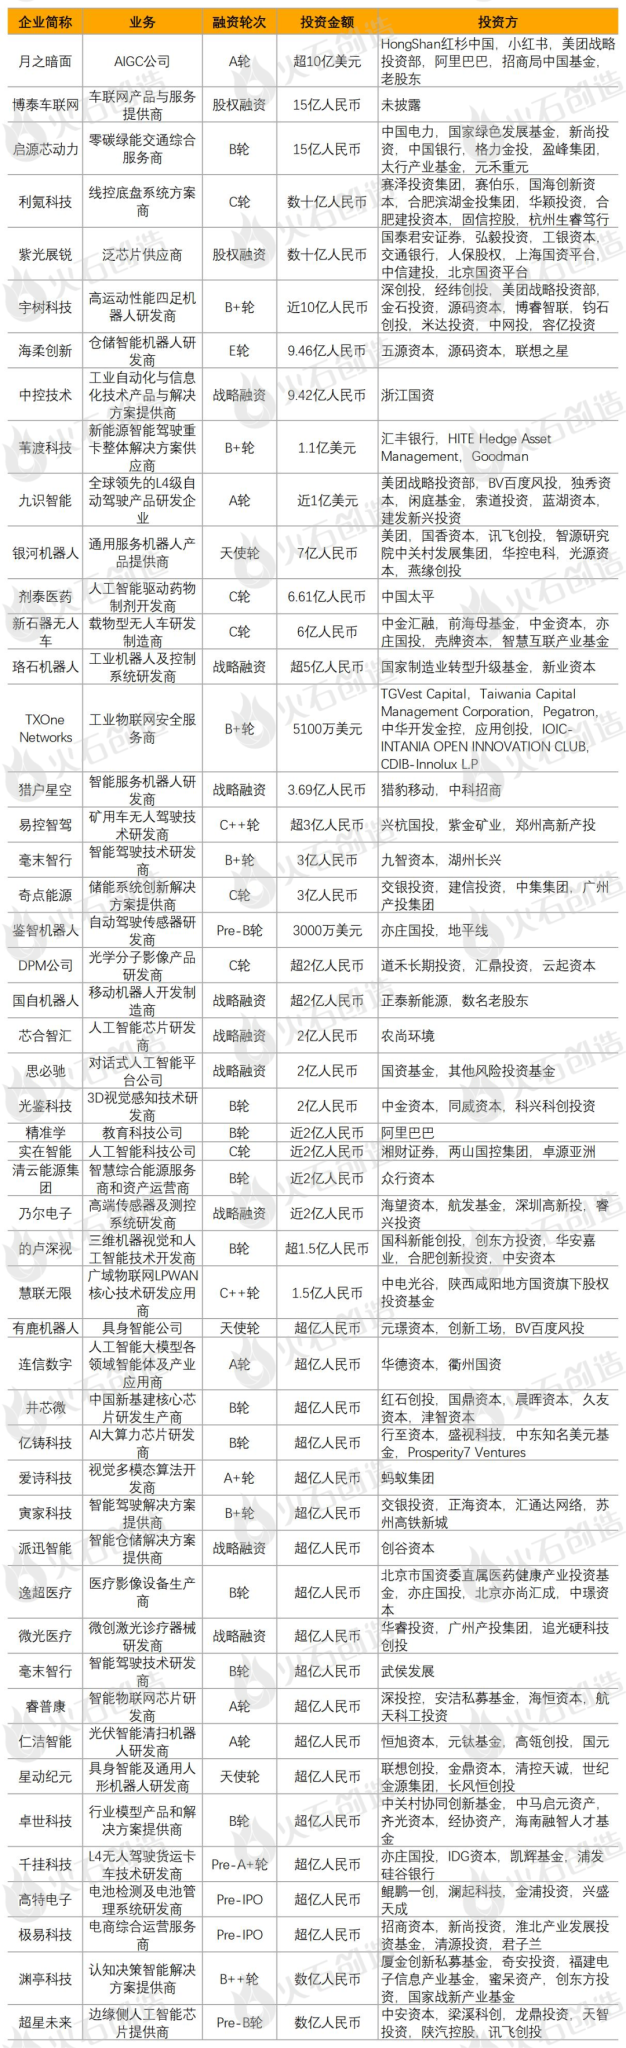 企业简称 业务 融资轮次 投资金额 投资方
月之暗面 AIGC公司 A轮 超10亿美元 HongShan红杉中国，小红书，美团战略
投资部，阿里巴巴，招商局中国基金，
老股东
博泰车联网 车联网产品与服务
提供商 股权融资 15亿人民币 未披露
启源芯动力 零碳绿能交通综合
服务商 B轮 15亿人民币 中国电力，国家绿色发展基金，新尚投
资，中国银行，格力金投，盈峰集团，
太行产业基金，元禾重元
利氪科技 线控底盘系统方案
商 C轮 数十亿人民币 赛泽投资集团，赛伯乐，国海创新资
本，合肥滨湖金投集团，华颖投资，合
肥建投资本，固信控股，杭州生睿笃行
紫光展锐 泛芯片供应商 股权融资 数十亿人民币 国泰君安证券，弘毅投资，工银资本，
交通银行，人保股权，上海国资平台，
中信建投，北京国资平台
宇树科技 高运动性能四足机
器人研发商 B+轮 近10亿人民币 深创投，经纬创投，美团战略投资部，
金石投资，源码资本，博睿智联，钧石
创投，米达投资，中网投，容亿投资
海柔创新 仓储智能机器人研
发商 E轮 9.46亿人民币 五源资本，源码资本，联想之星
中控技术 工业自动化与信息
化技术产品与解决
方案提供商 战略融资 9.42亿人民币 浙江国资
苇渡科技 新能源智能驾驶重
卡整体解决方案供
应商 B+轮 1.1亿美元 汇丰银行，HITE Hedge Asset
Management，Goodman
九识智能 全球领先的L4级自
动驾驶产品研发企
业 A轮 近1亿美元 美团战略投资部，BV百度风投，独秀资
本，闲庭基金，索道投资，蓝湖资本，
建发新兴投资
银河机器人 通用服务机器人产
品提供商 天使轮 7亿人民币 美团，国香资本，讯飞创投，智源研究
院中关村发展集团，华控电科，光源资
本，燕缘创投
剂泰医药 人工智能驱动药物
制剂开发商 C轮 6.61亿人民币 中国太平
新石器无人
车 载物型无人车研发
制造商 C轮 6亿人民币 中金汇融，前海母基金，中金资本，亦
庄国投，壳牌资本，智慧互联产业基金
珞石机器人 工业机器人及控制
系统研发商 战略融资 超5亿人民币 国家制造业转型升级基金，新业资本
TXOne
Networks 工业物联网安全服
务商 B+轮 5100万美元 TGVest Capital，Taiwania Capital
Management Corporation，Pegatron，
中华开发金控，应用创投，IOIC-
INTANIA OPEN INNOVATION CLUB，
CDIB-Innolux L.P
猎户星空 智能服务机器人研
发商 战略融资 3.69亿人民币 猎豹移动，中科招商
易控智驾 矿用车无人驾驶技
术研发商 C++轮 超3亿人民币 兴杭国投，紫金矿业，郑州高新产投
毫末智行 智能驾驶技术研发
商 B+轮 3亿人民币 九智资本，湖州长兴
奇点能源 储能系统创新解决
方案提供商 C轮 3亿人民币 交银投资，建信投资，中集集团，广州
产投集团
鉴智机器人 自动驾驶传感器研
发商 Pre-B轮 3000万美元 亦庄国投，地平线
DPM公司 光学分子影像产品
研发商 C轮 超2亿人民币 道禾长期投资，汇鼎投资，云起资本
国自机器人 移动机器人开发制
造商 战略融资 超2亿人民币 正泰新能源，数名老股东
芯合智汇 人工智能芯片研发
商 战略融资 2亿人民币 农尚环境
思必驰 对话式人工智能平
台公司 战略融资 2亿人民币 国资基金，其他风险投资基金
光鉴科技 3D视觉感知技术研
发商 B轮 2亿人民币 中金资本，同威资本，科兴科创投资
精准学 教育科技公司 B轮 近2亿人民币 阿里巴巴
实在智能 人工智能科技公司 C轮 近2亿人民币 湘财证券，两山国控集团，卓源亚洲
清云能源集
团 智慧综合能源服务
商和资产运营商 B轮 近2亿人民币 众行资本
乃尔电子 高端传感器及测控
系统研发商 战略融资 近2亿人民币 海望资本，航发基金，深圳高新投，睿
兴投资
的卢深视 三维机器视觉和人
工智能技术开发商 B轮 超1.5亿人民币 国科新能创投，创东方投资，华安嘉
业，合肥创新投资，中安资本
慧联无限 广域物联网LPWAN
核心技术研发应用
商 C++轮 1.5亿人民币 中电光谷，陕西咸阳地方国资旗下股权
投资基金
有鹿机器人 具身智能公司 天使轮 超亿人民币 元璟资本，创新工场，BV百度风投
连信数字 人工智能大模型各
领域智能体及产业
应用商 A轮 超亿人民币 华德资本，衢州国资
井芯微 中国新基建核心芯
片研发生产商 B轮 超亿人民币 红石创投，国鼎资本，晨晖资本，久友
资本，津智资本
亿铸科技 AI大算力芯片研发
商 B轮 超亿人民币 行至资本，盛视科技，中东知名美元基
金，Prosperity7 Ventures
爱诗科技 视觉多模态算法开
发商 A+轮 超亿人民币 蚂蚁集团
寅家科技 智能驾驶解决方案
提供商 B+轮 超亿人民币 交银投资，正海资本，汇通达网络，苏
州高铁新城
派迅智能 智能仓储解决方案
提供商 战略融资 超亿人民币 创谷资本
逸超医疗 医疗影像设备生产
商 B轮 超亿人民币 北京市国资委直属医药健康产业投资基
金，亦庄国投，北京亦尚汇成，中璟资
本
微光医疗 微创激光诊疗器械
研发商 战略融资 超亿人民币 华睿投资，广州产投集团，追光硬科技
创投
毫末智行 智能驾驶技术研发
商 B轮 超亿人民币 武侯发展
睿普康 智能物联网芯片研
发商 A轮 超亿人民币 深投控，安洁私募基金，海恒资本，航
天科工投资
仁洁智能 光伏智能清扫机器
人研发商 A轮 超亿人民币 恒旭资本，元钛基金，高瓴创投，国元
星动纪元 具身智能及通用人
形机器人研发商 天使轮 超亿人民币 联想创投，金鼎资本，清控天诚，世纪
金源集团，长风恒创投
卓世科技 行业模型产品和解
决方案提供商 B轮 超亿人民币 中关村协同创新基金，中马启元资产，
齐光资本，经协资产，海南融智人才基
金
千挂科技 L4无人驾驶货运卡
车技术研发商 Pre-A+轮 超亿人民币 亦庄国投，IDG资本，凯辉基金，浦发
硅谷银行
高特电子 电池检测及电池管
理系统研发商 Pre-IPO 超亿人民币 鲲鹏一创，澜起科技，金浦投资，兴盛
天成
极易科技 电商综合运营服务
商 Pre-IPO 超亿人民币 招商资本，新尚投资，淮北产业发展投
资基金，清源投资，君子兰
渊亭科技 认知决策智能解决
方案提供商 B++轮 数亿人民币 厦金创新私募基金，奇安投资，福建电
子信息产业基金，蜜呆资产，创东方投
资，国家战新产业基金
超星未来 边缘侧人工智能芯
片提供商 Pre-B轮 数亿人民币 中安资本，梁溪科创，龙鼎投资，天智
投资，陕汽控股，讯飞创投
火石创造